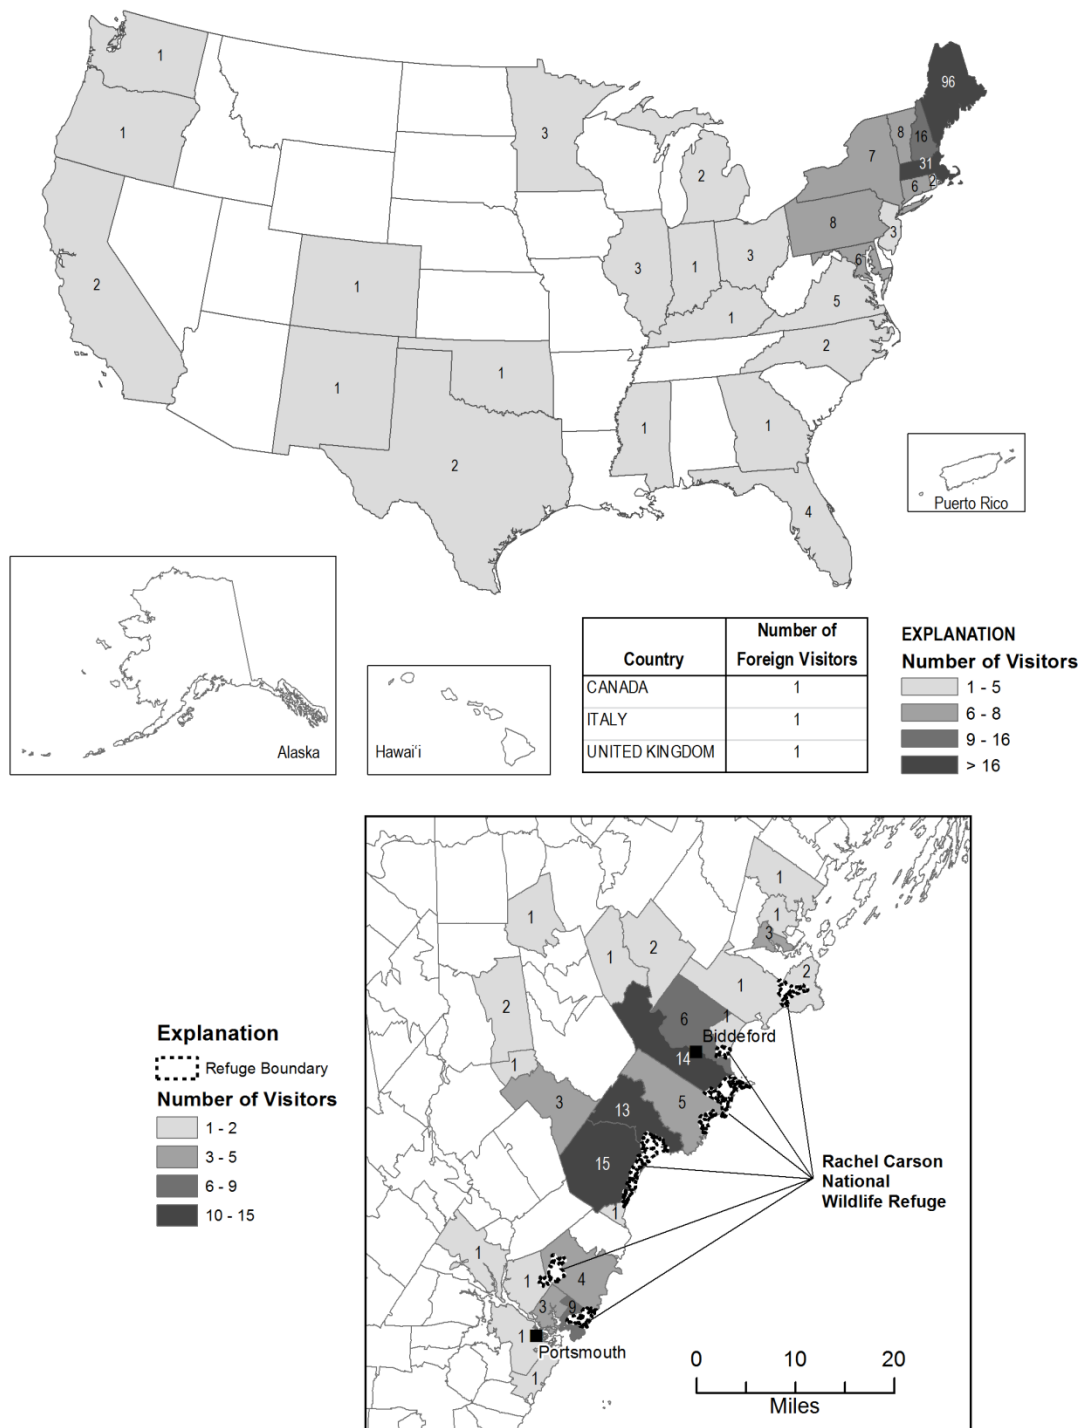 1
96
1
3
8
16
7
31
2
6
2
8
3
3
1
3
6
2
1
5
1
2
1
1
1
1
2
4
Puerto Rico
Alaska
Hawai‘i
Country
Number of
Foreign Visitors
CANADA 1
ITALY 1
UNITED KINGDOM 1
EXPLANATION
Number of Visitors
1 - 5
6 - 8
9 - 16
> 16
1
1
1
3
2
1
2
1
2
6
1
Biddeford
14
1
3
13
5
15
1
1
1
4
3
9
1
Portsmouth
1
Explanation
Refuge Boundary
Number of Visitors
1 - 2
3 - 5
6 - 9
10 - 15
Rachel Carson
National
Wildlife Refuge
0 10 20
Miles